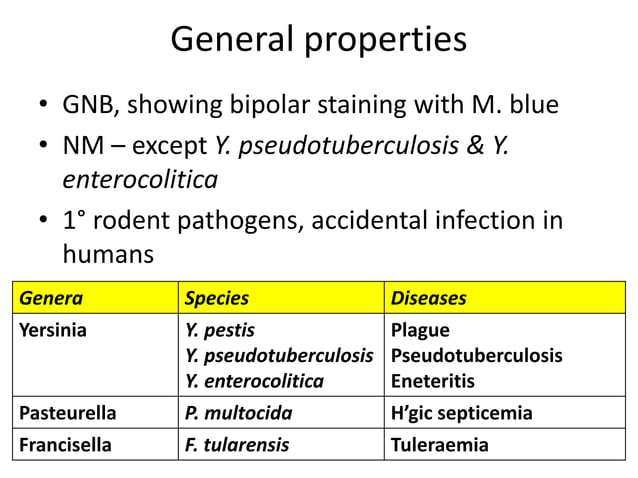 General properties
• GNB, showing bipolar staining with M. blue
• NM – except Y. pseudotuberculosis & Y.
enterocolitica
• 1° rodent pathogens, accidental infection in
humans
Genera Species Diseases
Yersinia Y. pestis Plague
Y. pseudotuberculosis Pseudotuberculosis
Y. enterocolitica Eneteritis
Pasteurella P. multocida H’gic septicemia
Francisella F. tularensis Tuleraemia